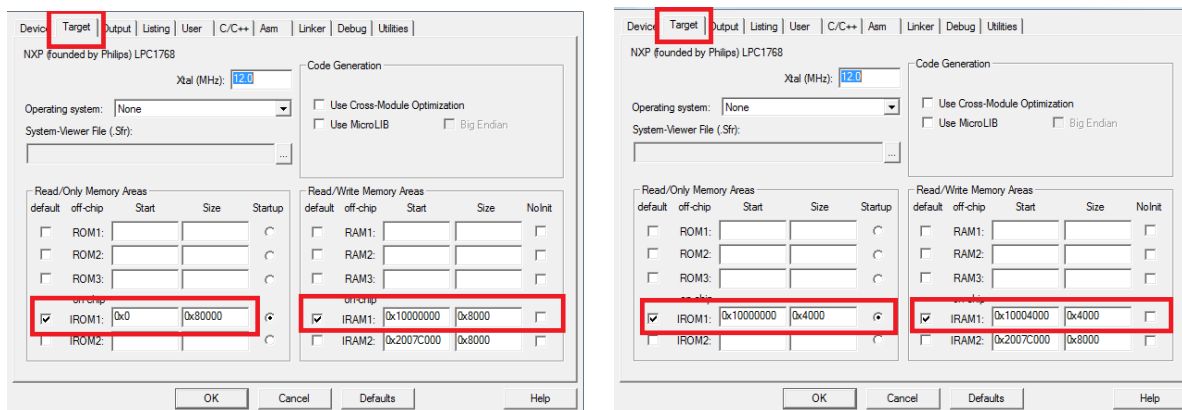 Device Target Output Listing User C/C++ Asm Linker Debug Utilities
NXP (founded by Philips) LPC1768
Xtal (MHz): 12.0
Code Generation
Operating system: None
Use Cross-Module Optimization
Use MicroLIB Big Endian
System-Viewer File (.Sfr):
...
Read/Only Memory Areas
default off-chip Start Size Startup
ROM1:
ROM2:
ROM3:
on-chip
IROM1: 0x0 0x80000
IROM2:
Read/Write Memory Areas
default off-chip Start Size NoInit
RAM1:
RAM2:
RAM3:
on-chip
IRAM1: 0x10000000 0x8000
IRAM2: 0x2007C000 0x8000
OK Cancel Defaults Help
Device Target Output Listing User C/C++ Asm Linker Debug Utilities
NXP (founded by Philips) LPC1768
Xtal (MHz): 12.0
Code Generation
Operating system: None
Use Cross-Module Optimization
Use MicroLIB Big Endian
System-Viewer File (.Sfr):
...
Read/Only Memory Areas
default off-chip Start Size Startup
ROM1:
ROM2:
ROM3:
on-chip
IROM1: 0x10000000 0x4000
IROM2:
Read/Write Memory Areas
default off-chip Start Size NoInit
RAM1:
RAM2:
RAM3:
on-chip
IRAM1: 0x10004000 0x4000
IRAM2: 0x2007C000 0x8000
OK Cancel Defaults Help